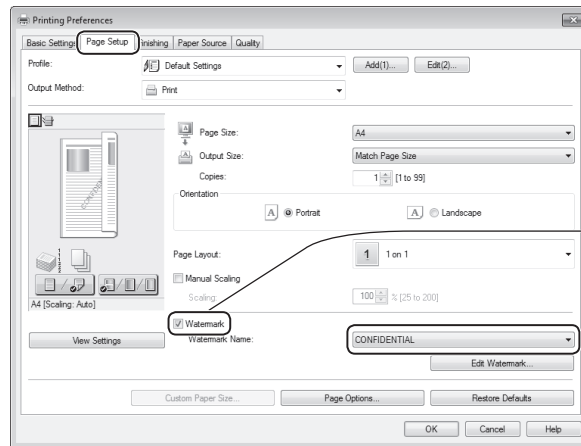 Printing Preferences
Basic Settings Page Setup Finishing Paper Source Quality
Profile: Default Settings Add(1)... Edit(2)...
Output Method: Print
Page Size: A4
Output Size: Match Page Size
Copies: 1 [1 to 99]
Orientation
A Portrait A Landscape
CONFIDENTIAL
Page Layout: 1 1 on 1
Manual Scaling
Scaling: 100 % [25 to 200]
A4 [Scaling: Auto]
Watermark
View Settings Watermark Name: CONFIDENTIAL
Edit Watermark...
Custom Paper Size... Page Options... Restore Defaults
OK Cancel Help